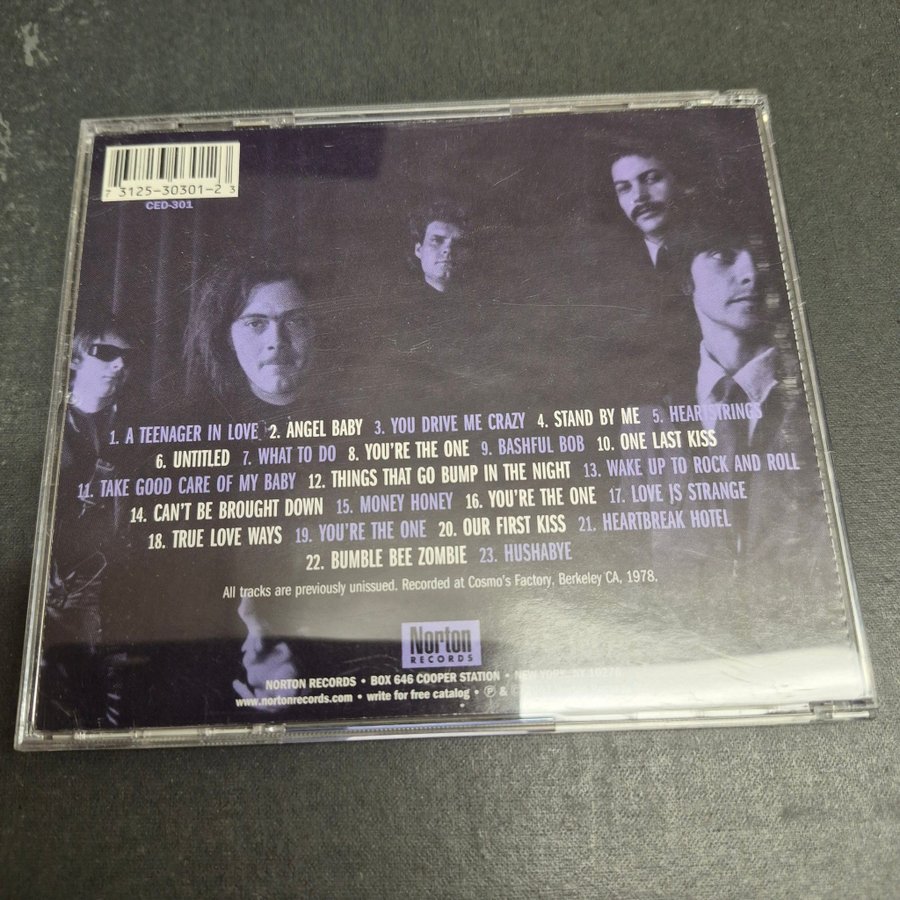 7 3125-30301-2 3
CED-301
1. A TEENAGER IN LOVE 2. ANGEL BABY 3. YOU DRIVE ME CRAZY 4. STAND BY ME 5. HEARTSTRINGS
6. UNTITLED 7. WHAT TO DO 8. YOU'RE THE ONE 9. BASHFUL BOB 10. ONE LAST KISS
11. TAKE GOOD CARE OF MY BABY 12. THINGS THAT GO BUMP IN THE NIGHT 13. WAKE UP TO ROCK AND ROLL
14. CAN'T BE BROUGHT DOWN 15. MONEY HONEY 16. YOU'RE THE ONE 17. LOVE IS STRANGE
18. TRUE LOVE WAYS 19. YOU'RE THE ONE 20. OUR FIRST KISS 21. HEARTBREAK HOTEL
22. BUMBLE BEE ZOMBIE 23. HUSHABYE
All tracks are previously unissued. Recorded at Cosmo's Factory, Berkeley CA, 1978.
Norton
RECORDS
NORTON RECORDS • BOX 646 COOPER STATION • NEW YORK, NY
www.nortonrecords.com • write for free catalog • ℗ & ©